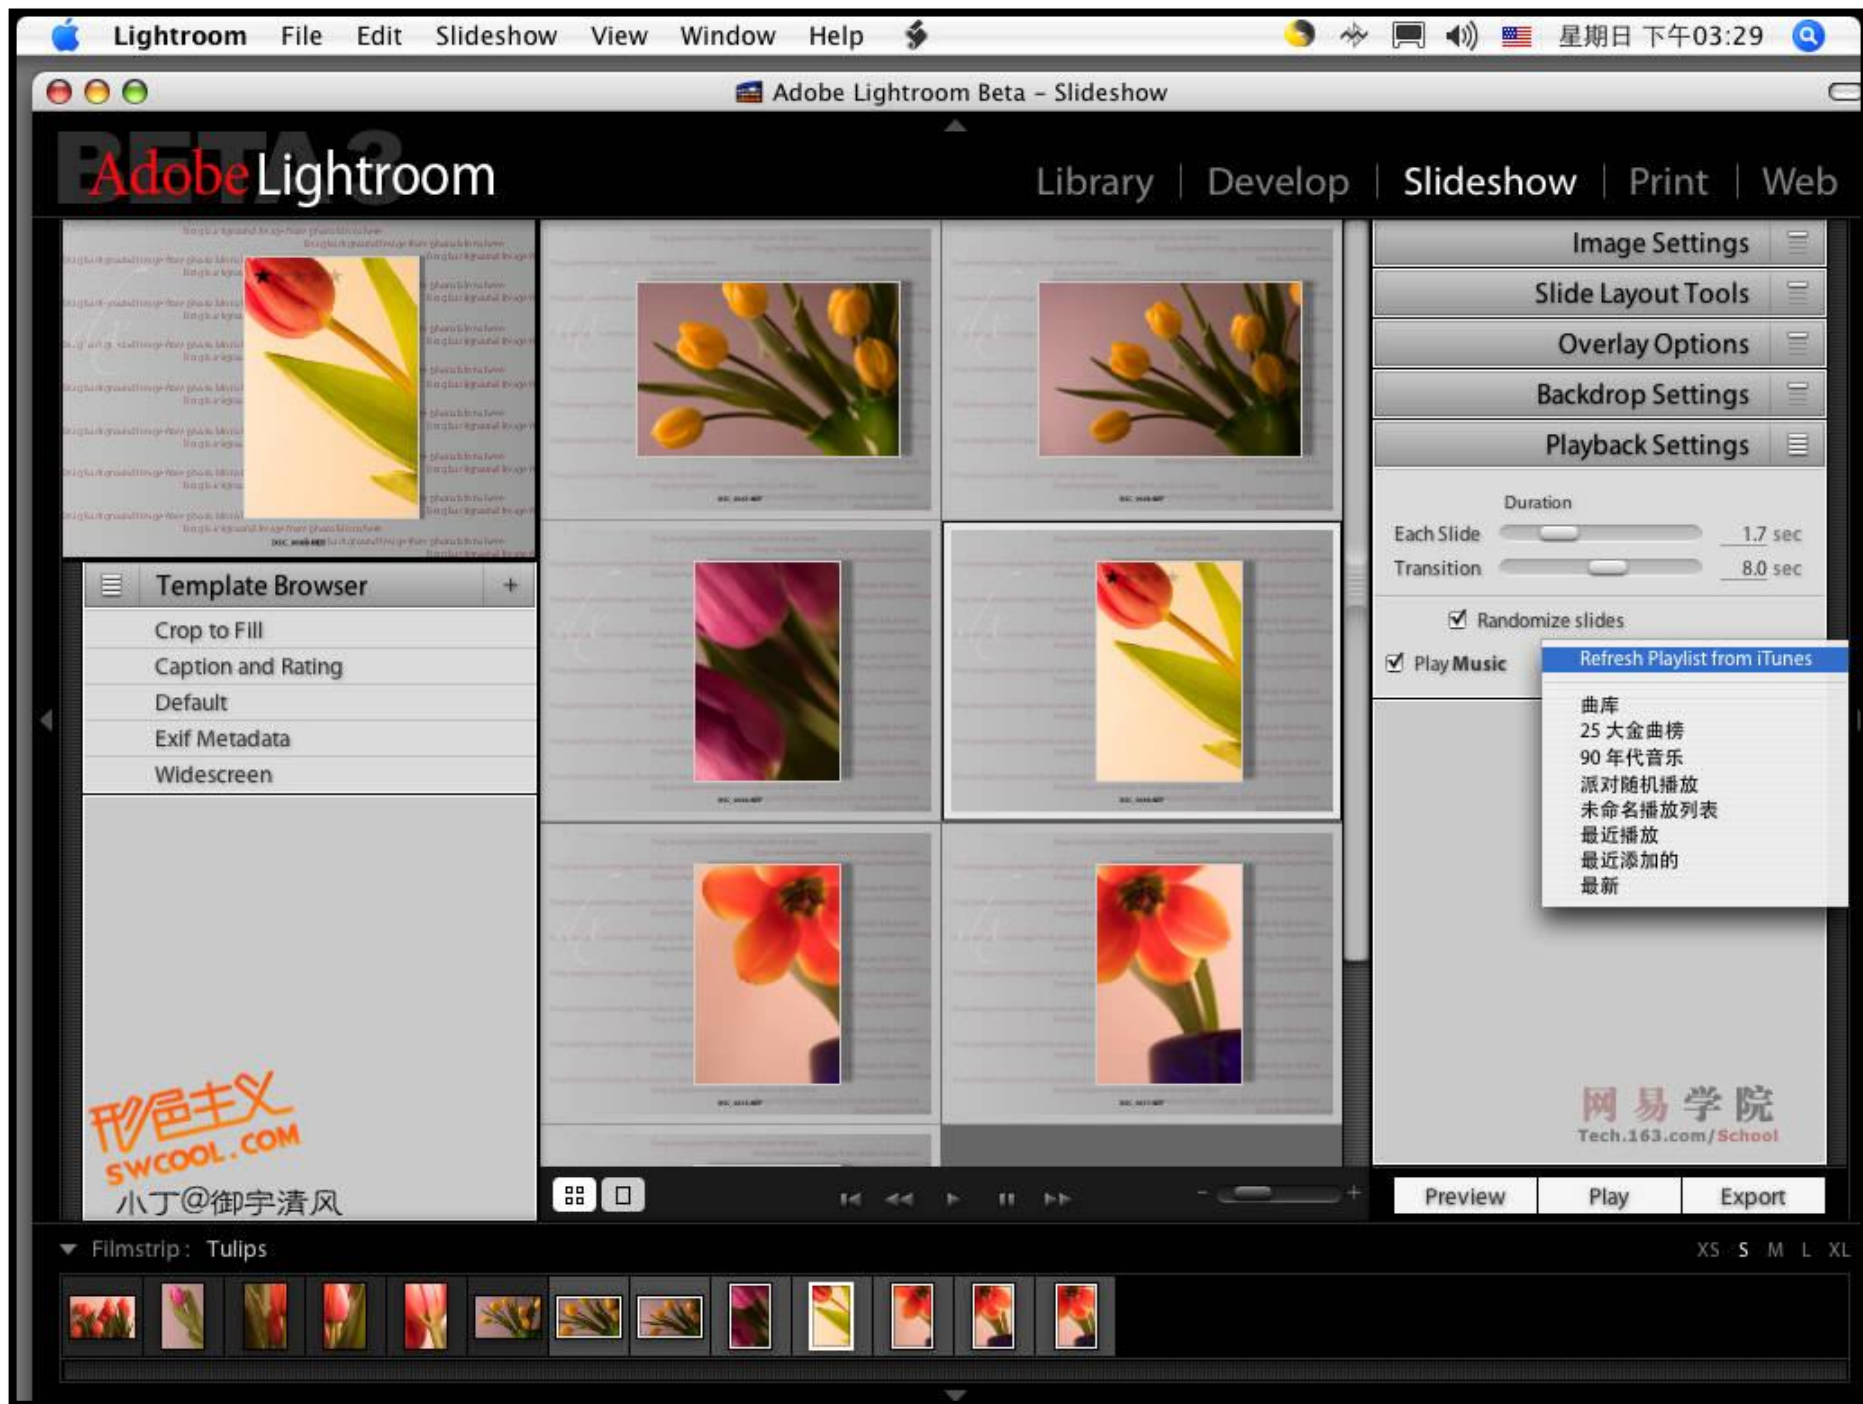 Lightroom File Edit Slideshow View Window Help 星期日 下午03:29
Adobe Lightroom Beta – Slideshow
BETA 3
Adobe Lightroom
Library | Develop | Slideshow | Print | Web
Template Browser +
Crop to Fill
Caption and Rating
Default
Exif Metadata
Widescreen
形色主义
SWCOOL.COM
小丁@御宇清风
Image Settings
Slide Layout Tools
Overlay Options
Backdrop Settings
Playback Settings
Duration
Each Slide 1.7 sec
Transition 8.0 sec
Randomize slides
Play Music
Refresh Playlist from iTunes
曲库
25 大金曲榜
90 年代音乐
派对随机播放
未命名播放列表
最近播放
最近添加的
最新
网易学院
Tech.163.com/School
Preview Play Export
Filmstrip: Tulips
XS S M L XL